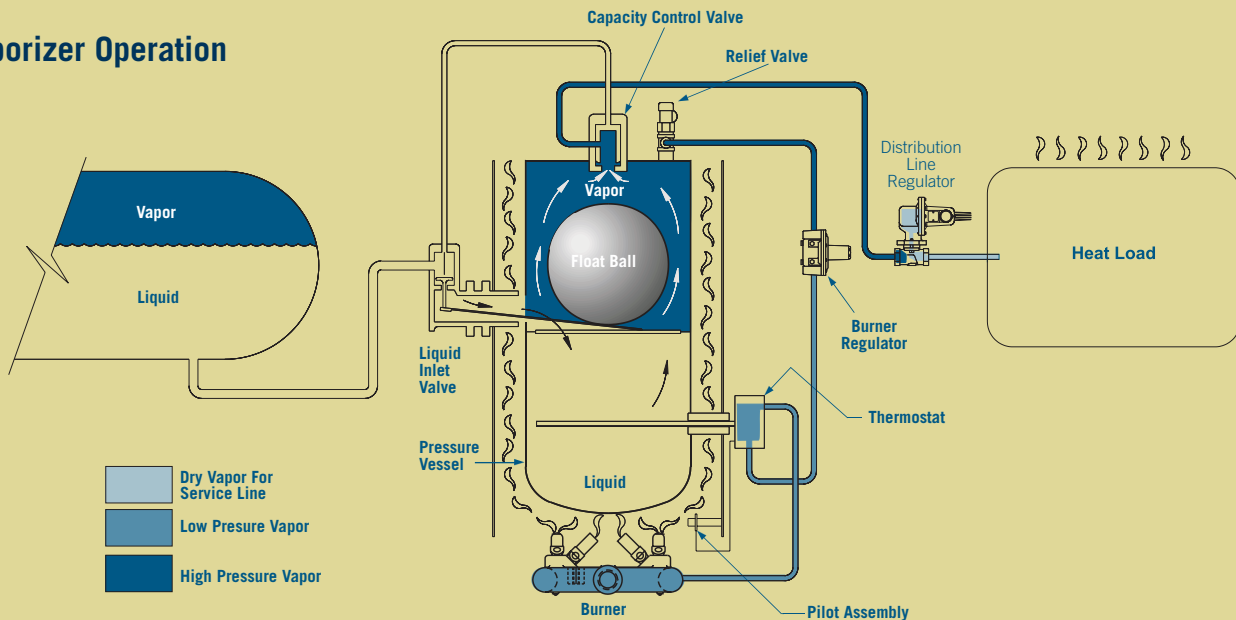 porizer Operation
Capacity Control Valve
Relief Valve
Distribution
Line
Regulator
Vapor
Vapor
Float Ball
Heat Load
Liquid
Burner
Regulator
Liquid
Inlet
Valve
Thermostat
Pressure
Vessel
Liquid
Dry Vapor For
Service Line
Low Presure Vapor
High Pressure Vapor
Burner
Pilot Assembly